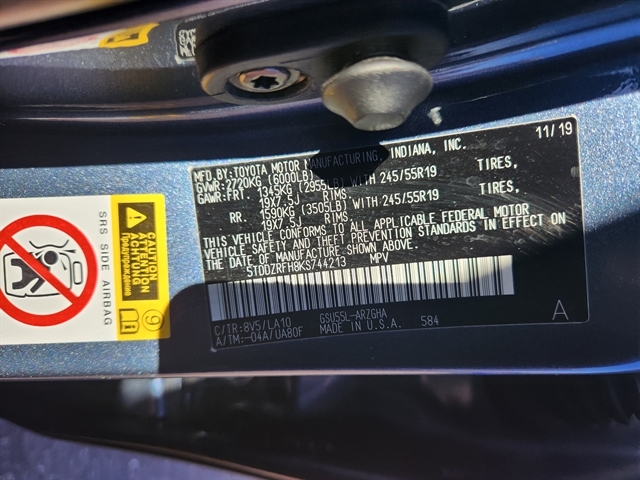 MFD.BY:TOYOTA MOTOR MANUFACTURING, INDIANA, INC. 11/19
GVWR:2720KG (6000LB)
GAWR:FRT. 1345KG (2955LB) WITH 245/55R19 TIRES,
19X7.5J RIMS
RR. 1590KG (3505LB) WITH 245/55R19 TIRES,
19X7.5J RIMS
THIS VEHICLE CONFORMS TO ALL APPLICABLE FEDERAL MOTOR
VEHICLE SAFETY AND THEFT PREVENTION STANDARDS IN EFFECT ON
THE DATE OF MANUFACTURE SHOWN ABOVE.
5TDDZRFH8KS744213 MPV
C/TR:8V5/LA10 GSU55L-ARZGHA
A/TM:-04A/UA80F MADE IN U.S.A. 584 A
SRS SIDE AIRBAG
ATTENTION
ACHTUNG
9